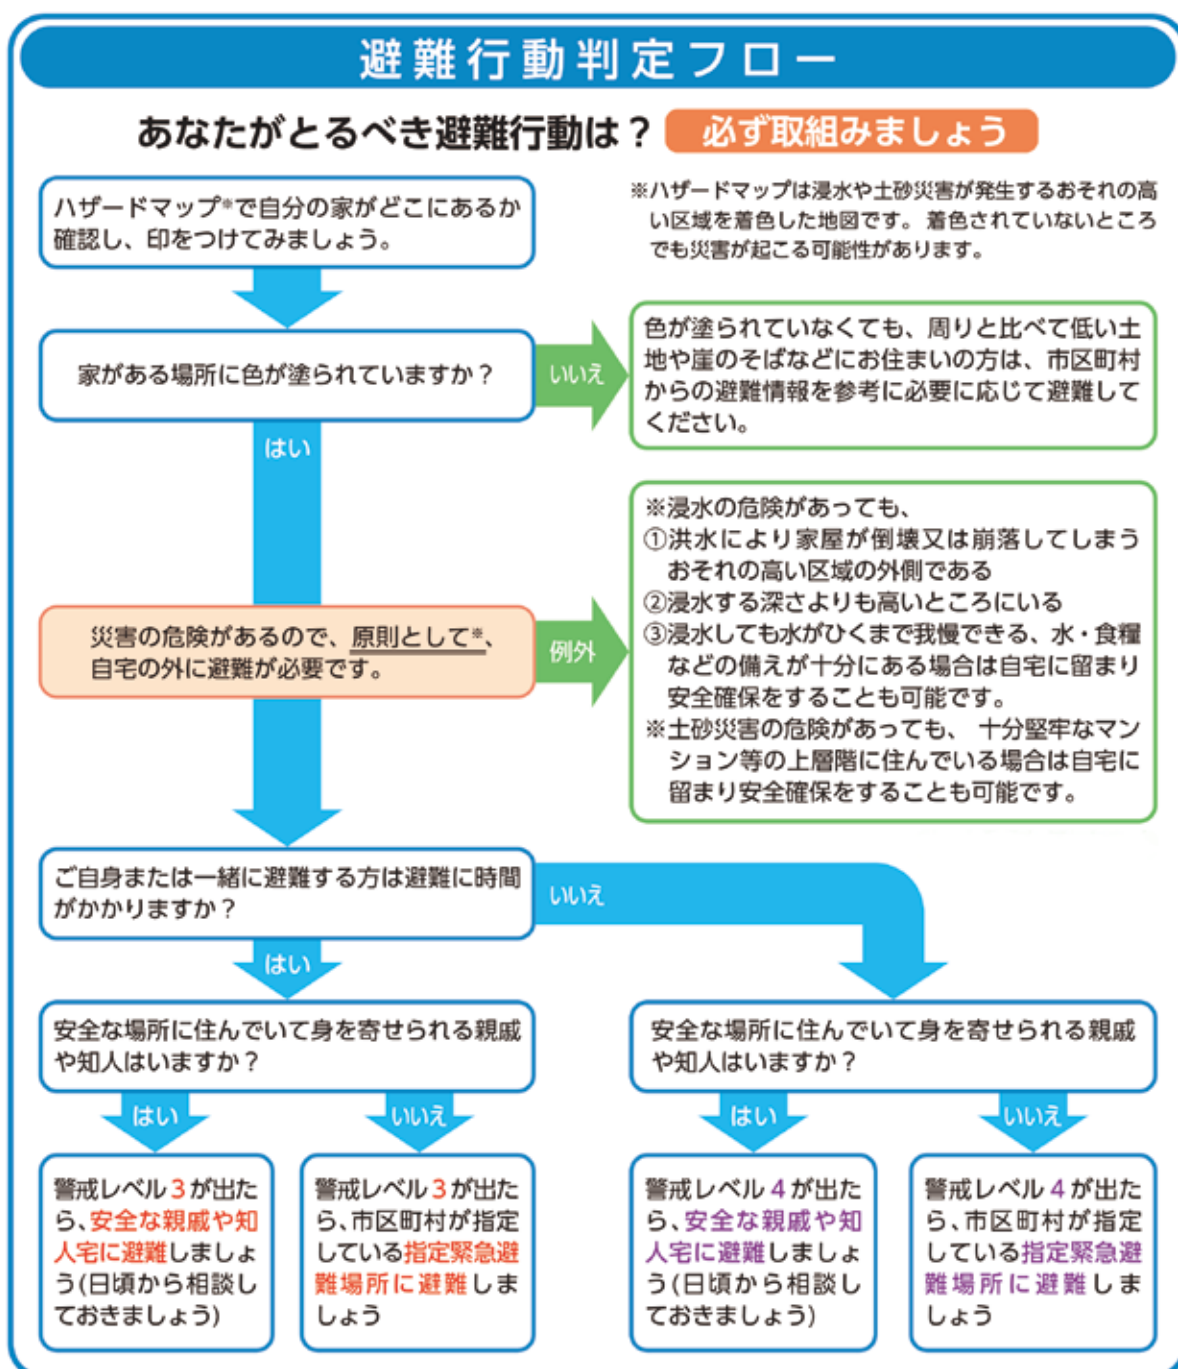 避難行動判定フロー
あなたがとるべき避難行動は？ 必ず取組みましょう
ハザードマップ※で自分の家がどこにあるか
確認し、印をつけてみましょう。
※ハザードマップは浸水や土砂災害が発生するおそれの高
い区域を着色した地図です。着色されていないところ
でも災害が起こる可能性があります。
家がある場所に色が塗られていますか？
いいえ
色が塗られていなくても、周りと比べて低い土
地や崖のそばなどにお住まいの方は、市区町村
からの避難情報を参考に必要に応じて避難して
ください。
はい
災害の危険があるので、原則として※、
自宅の外に避難が必要です。
例外
※浸水の危険があっても、
①洪水により家屋が倒壊又は崩落してしまう
おそれの高い区域の外側である
②浸水する深さよりも高いところにいる
③浸水しても水がひくまで我慢できる、水・食糧
などの備えが十分にある場合は自宅に留まり
安全確保をすることも可能です。
※土砂災害の危険があっても、十分堅牢なマン
ション等の上層階に住んでいる場合は自宅に
留まり安全確保をすることも可能です。
ご自身または一緒に避難する方は避難に時間
がかかりますか？
いいえ
はい
安全な場所に住んでいて身を寄せられる親戚
や知人はいますか？
安全な場所に住んでいて身を寄せられる親戚
や知人はいますか？
はい
いいえ
はい
いいえ
警戒レベル3が出た
ら、安全な親戚や知
人宅に避難しましょ
う(日頃から相談し
ておきましょう)
警戒レベル3が出た
ら、市区町村が指定
している指定緊急避
難場所に避難しま
しょう
警戒レベル4が出た
ら、安全な親戚や知
人宅に避難しましょ
う(日頃から相談し
ておきましょう)
警戒レベル4が出た
ら、市区町村が指定
している指定緊急避
難場所に避難しま
しょう